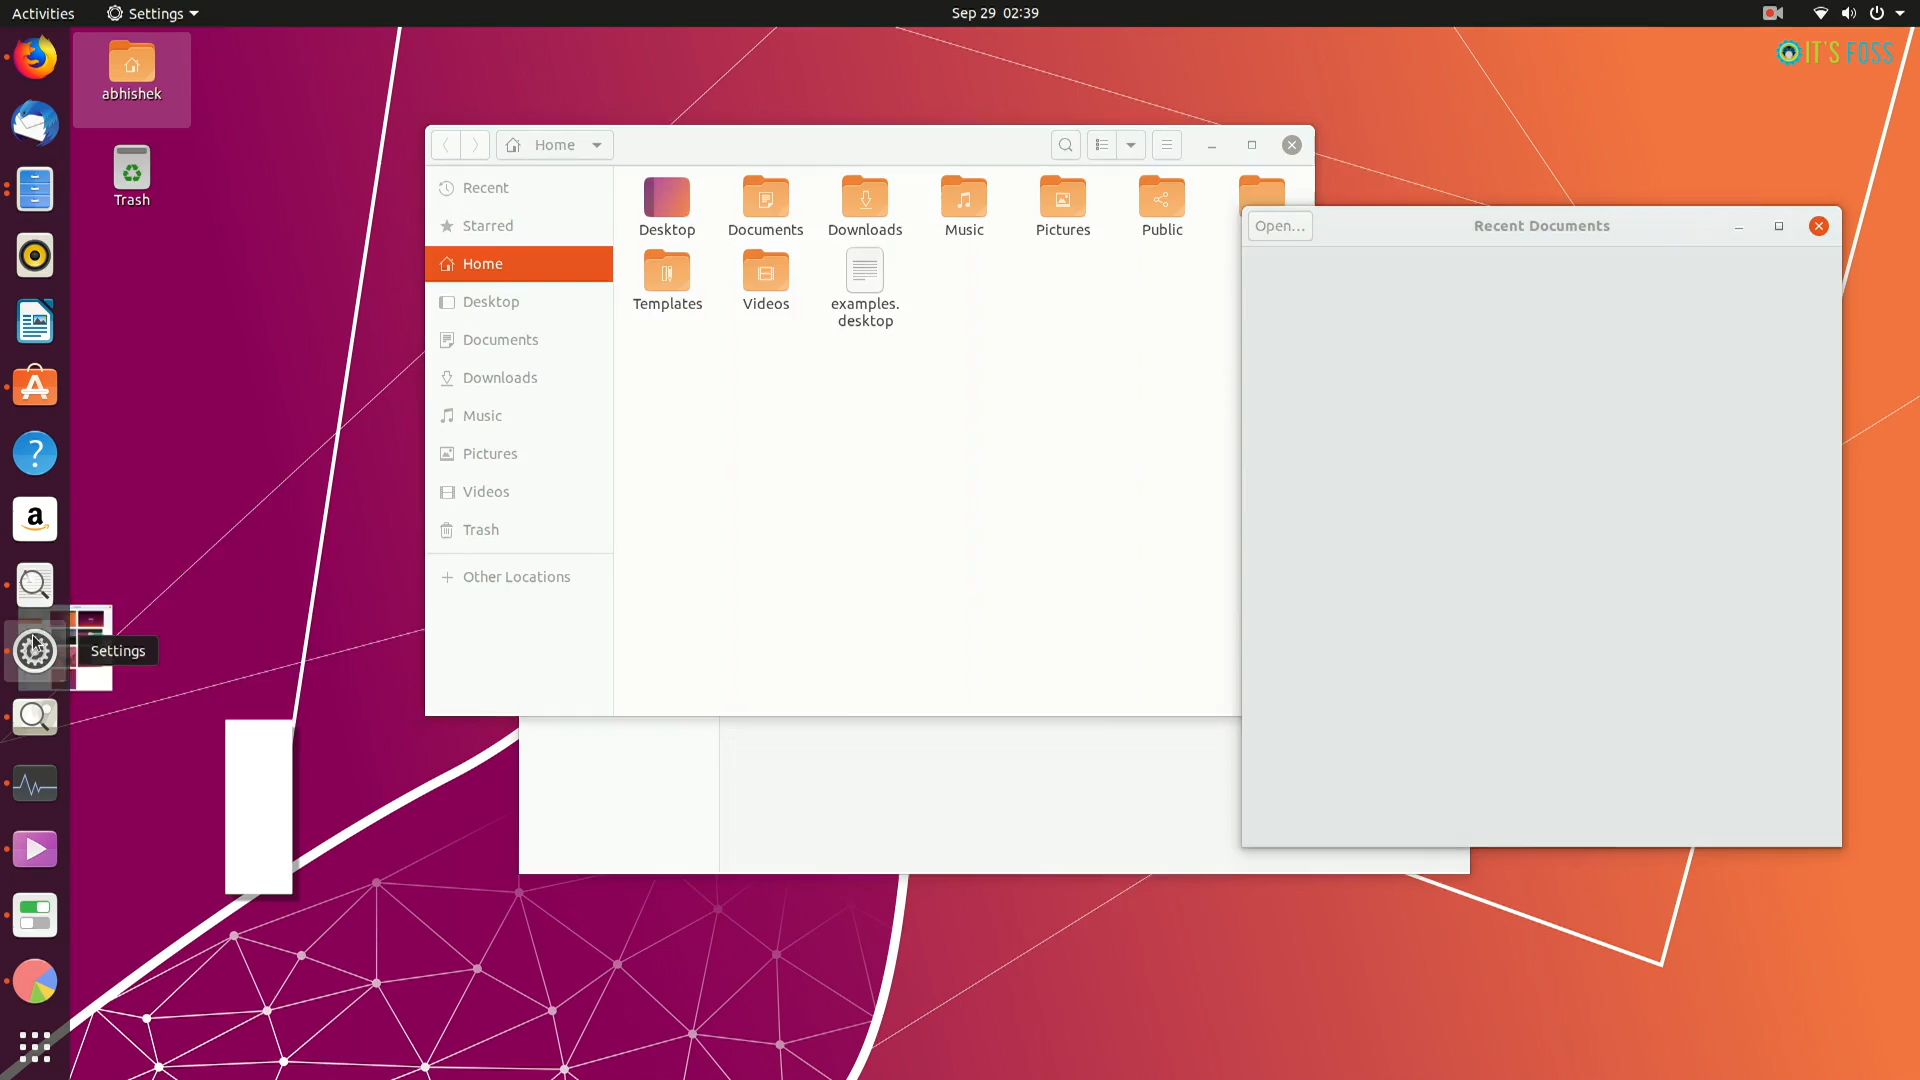 Activities
Settings
Sep 29 02:39
IT'S FOSS
abhishek
Trash
Home
Recent
Starred
Home
Desktop
Documents
Downloads
Music
Pictures
Videos
Trash
Other Locations
Desktop
Documents
Downloads
Music
Pictures
Public
Templates
Videos
examples.
desktop
Open...
Recent Documents
a
Settings